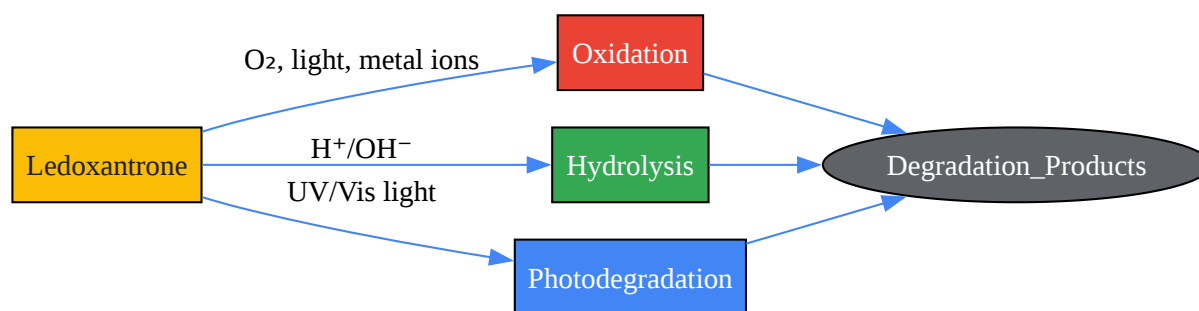 O₂, light, metal ions
Oxidation
Ledoxantrone
H⁺/OH⁻
Hydrolysis
Degradation_Products
UV/Vis light
Photodegradation